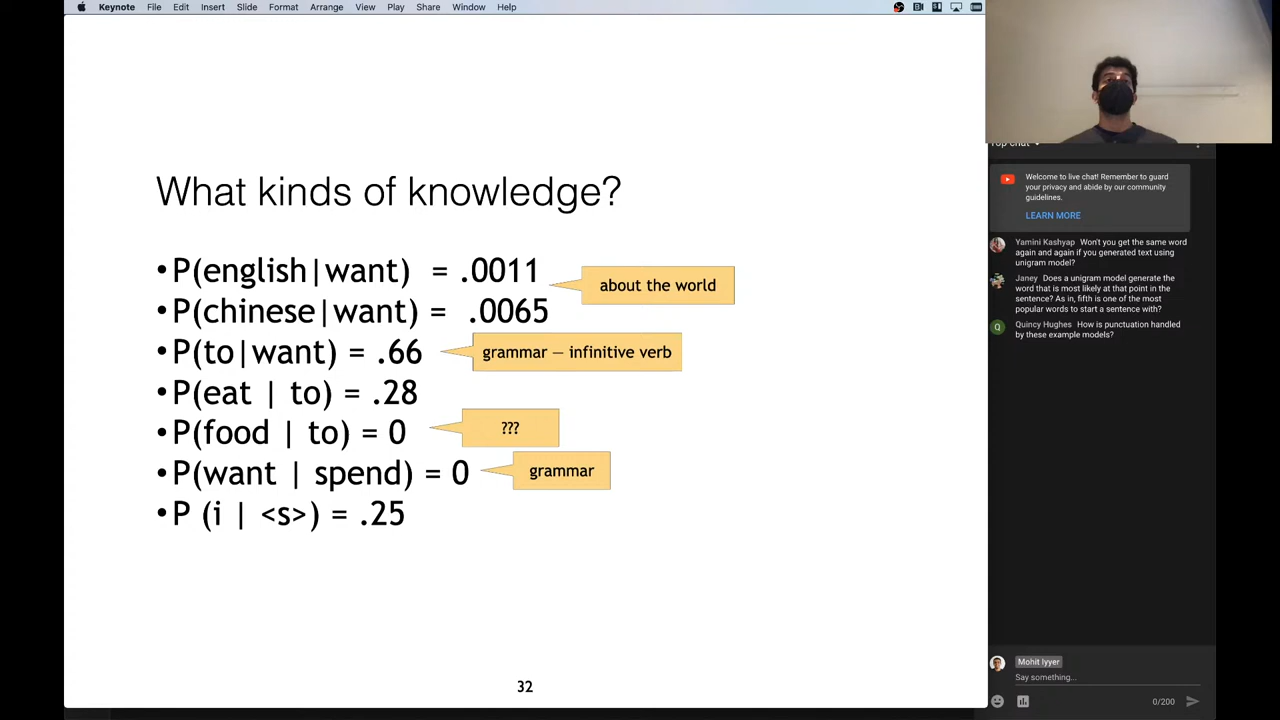 Keynote File Edit Insert Slide Format Arrange View Play Share Window Help
What kinds of knowledge?
•P(english|want) = .0011
about the world
•P(chinese|want) = .0065
•P(to|want) = .66
grammar — infinitive verb
•P(eat | to) = .28
•P(food | to) = 0
???
•P(want | spend) = 0
grammar
•P (i | <s>) = .25
32
Top chat
Welcome to live chat! Remember to guard
your privacy and abide by our community
guidelines.
LEARN MORE
Yamini Kashyap Won't you get the same word
again and again if you generated text using
unigram model?
Janey Does a unigram model generate the
word that is most likely at that point in the
sentence? As in, fifth is one of the most
popular words to start a sentence with?
Q
Quincy Hughes How is punctuation handled
by these example models?
Mohit Iyyer
Say something...
0/200